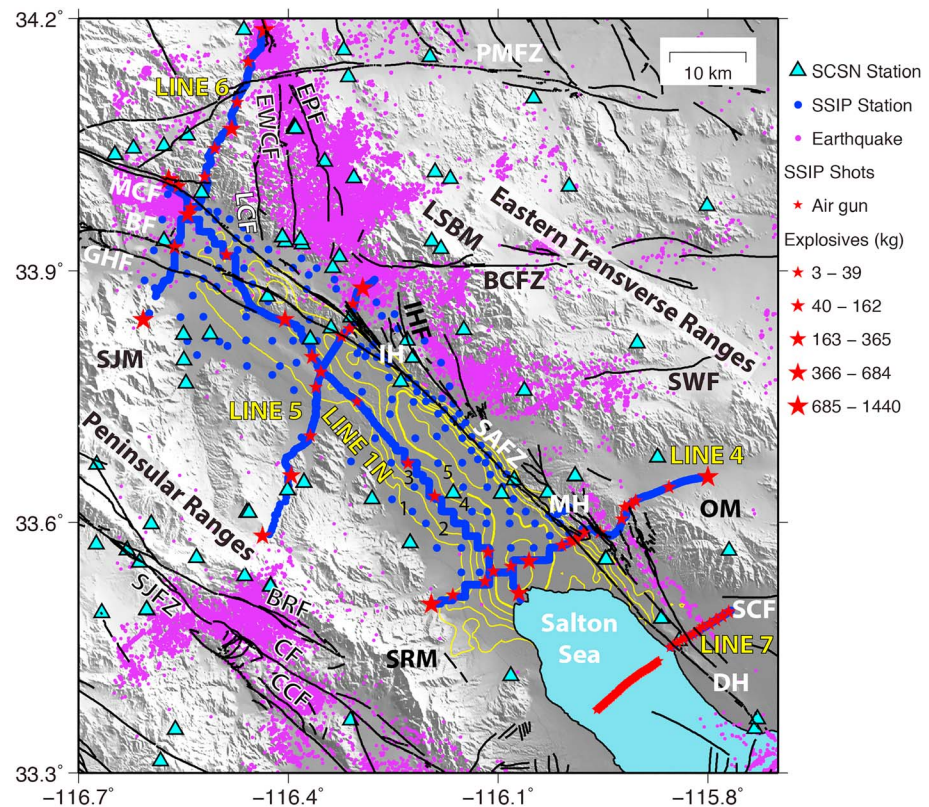 34.2
33.9
33.6
33.3
−116.7
−116.4
−116.1
−115.8
PMFZ
10 km
LINE 6
EWCF
EPF
LCF
MCF
GHF
LSBM
Eastern Transverse Ranges
BCFZ
IHF
IH
SJM
SWF
LINE 5
LINE 1N
SAFZ
Peninsular Ranges
LINE 4
OM
MH
1
2
3
4
5
SJFZ
BRF
CF
CCF
SRM
Salton
Sea
SCF
LINE 7
DH
SCSN Station
SSIP Station
Earthquake
SSIP Shots
Air gun
Explosives (kg)
3 – 39
40 – 162
163 – 365
366 – 684
685 – 1440